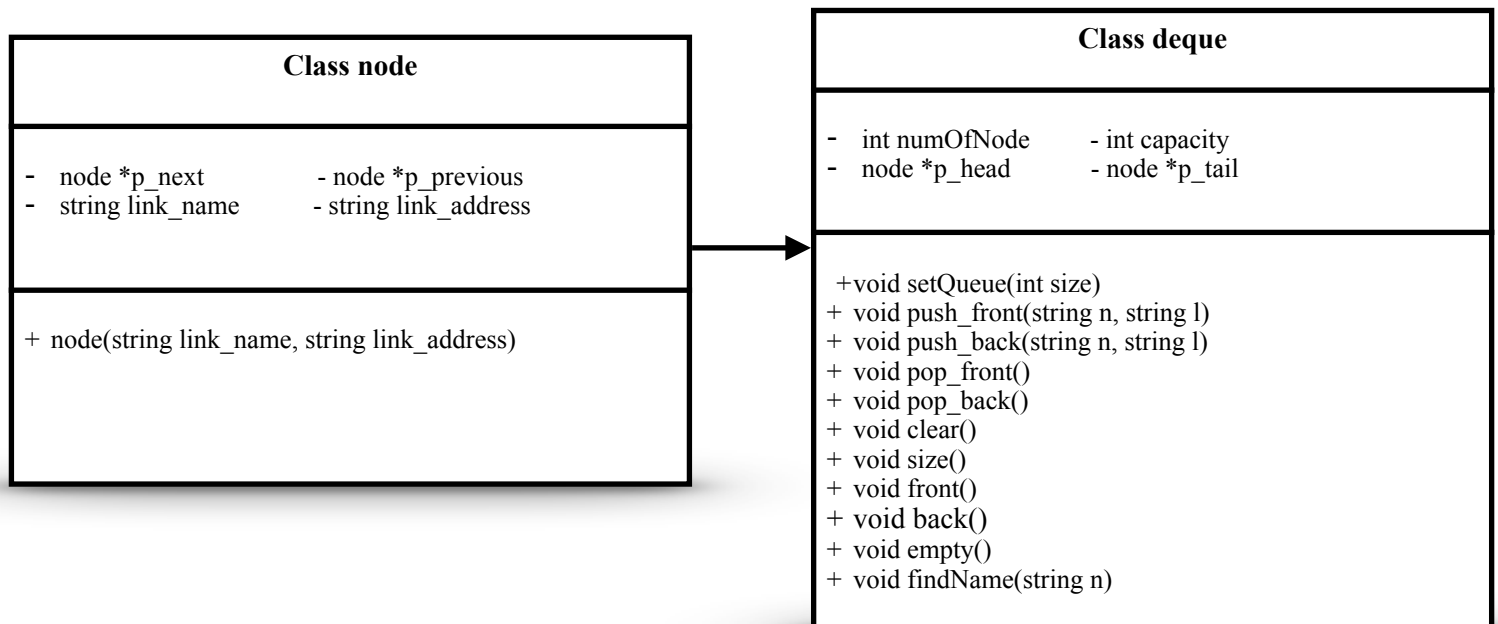 Class node
- node *p_next - node *p_previous
- string link_name - string link_address
+ node(string link_name, string link_address)
Class deque
- int numOfNode - int capacity
- node *p_head - node *p_tail
+void setQueue(int size)
+ void push_front(string n, string l)
+ void push_back(string n, string l)
+ void pop_front()
+ void pop_back()
+ void clear()
+ void size()
+ void front()
+ void back()
+ void empty()
+ void findName(string n)